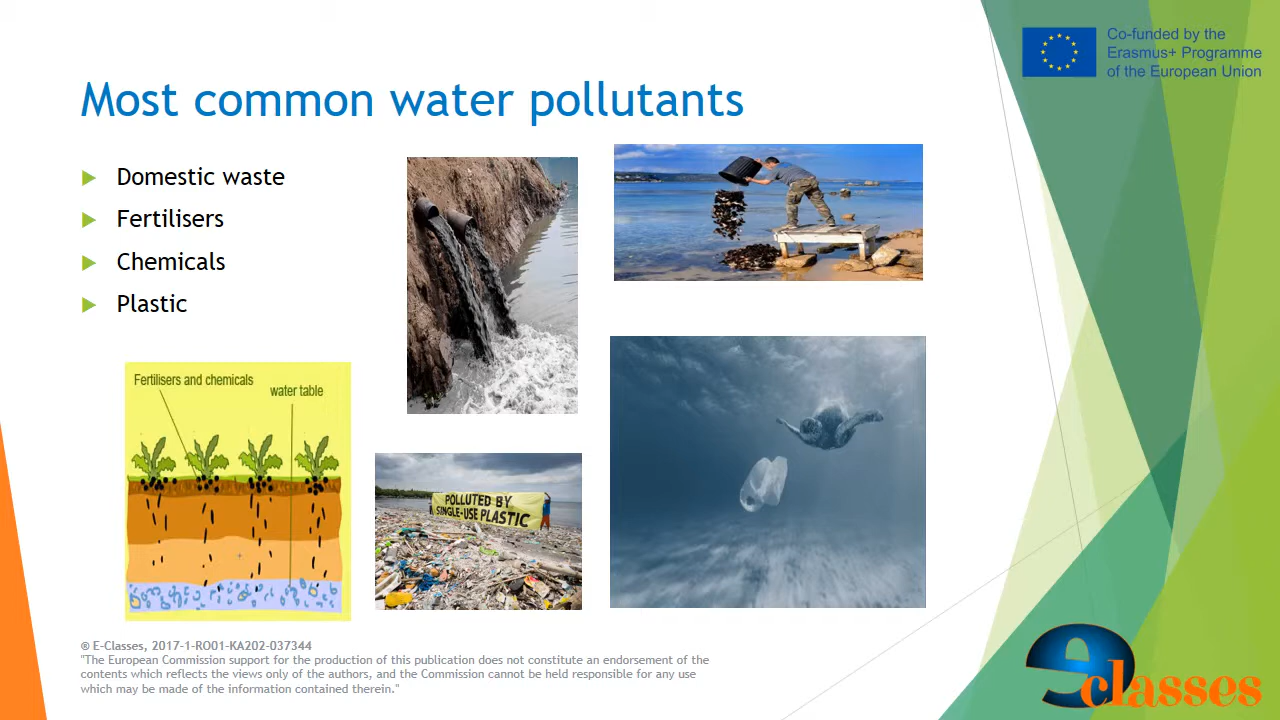 Co-funded by the
Erasmus+ Programme
of the European Union
Most common water pollutants
Domestic waste
Fertilisers
Chemicals
Plastic
Fertilisers and chemicals
water table
POLLUTED BY
SINGLE-USE PLASTIC
® E-Classes, 2017-1-RO01-KA202-037344
"The European Commission support for the production of this publication does not constitute an endorsement of the
contents which reflects the views only of the authors, and the Commission cannot be held responsible for any use
which may be made of the information contained therein."
eclasses